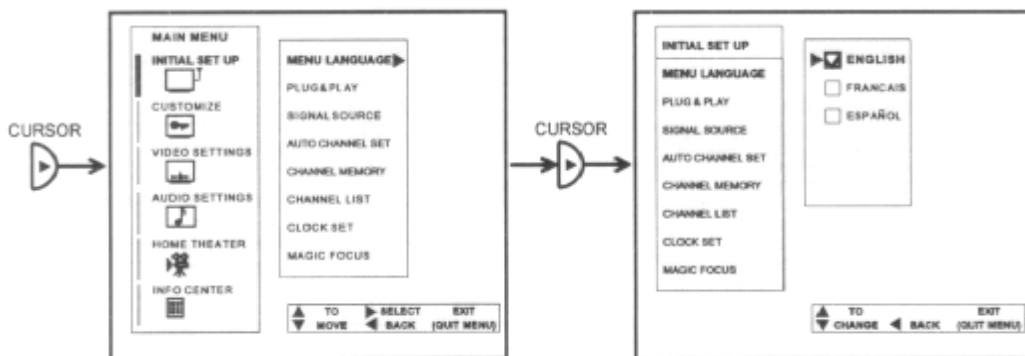 CURSOR
MAIN MENU
INITIAL SET UP
CUSTOMIZE
VIDEO SETTINGS
AUDIO SETTINGS
HOME THEATER
INFO CENTER
MENU LANGUAGE
PLUG & PLAY
SIGNAL SOURCE
AUTO CHANNEL SET
CHANNEL MEMORY
CHANNEL LIST
CLOCK SET
MAGIC FOCUS
TO SELECT EXIT
MOVE BACK (QUIT MENU)
CURSOR
INITIAL SET UP
MENU LANGUAGE
PLUG & PLAY
SIGNAL SOURCE
AUTO CHANNEL SET
CHANNEL MEMORY
CHANNEL LIST
CLOCK SET
MAGIC FOCUS
ENGLISH
FRANCAIS
ESPAÑOL
TO EXIT
CHANGE BACK (QUIT MENU)